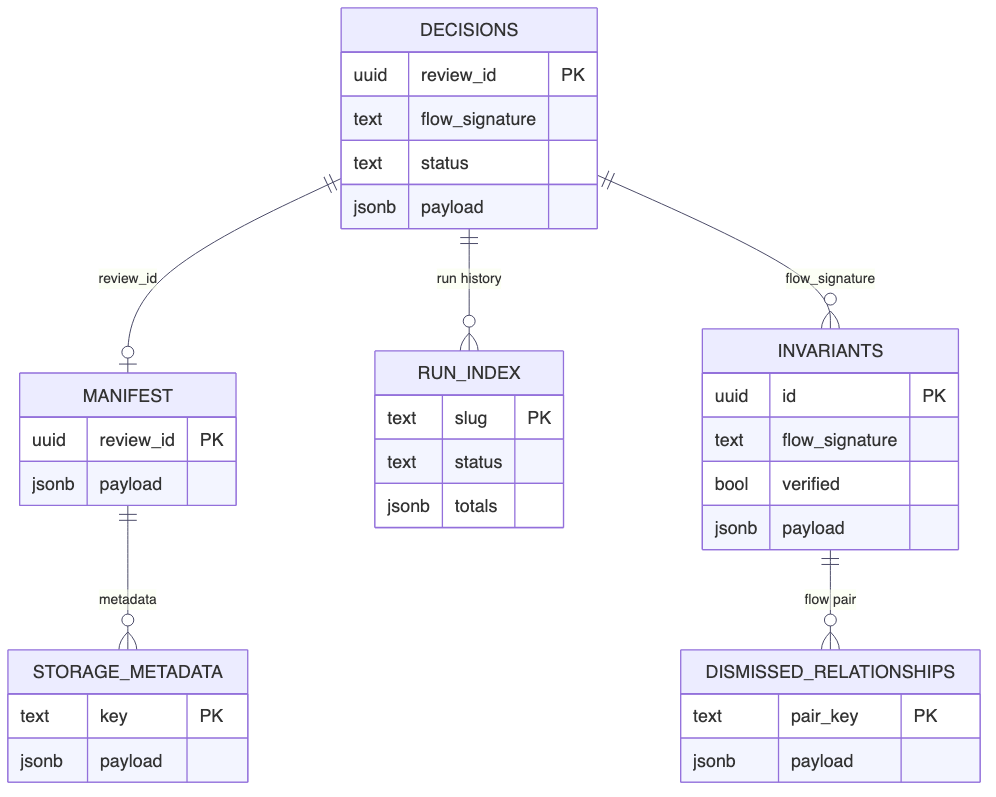 DECISIONS
uuid review_id PK
text flow_signature
text status
jsonb payload
review_id
run history
flow_signature
MANIFEST
uuid review_id PK
jsonb payload
RUN_INDEX
text slug PK
text status
jsonb totals
INVARIANTS
uuid id PK
text flow_signature
bool verified
jsonb payload
metadata
flow pair
STORAGE_METADATA
text key PK
jsonb payload
DISMISSED_RELATIONSHIPS
text pair_key PK
jsonb payload